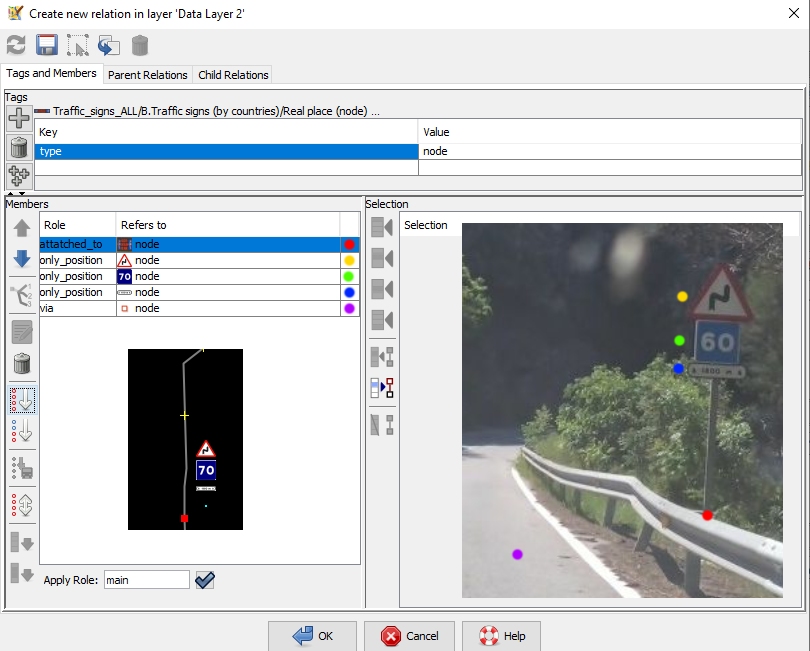 Create new relation in layer 'Data Layer 2'
Tags and Members Parent Relations Child Relations
Tags
Traffic_signs_ALL/B.Traffic signs (by countries)/Real place (node) ...
Key Value
type node
Members
Role Refers to
attatched_to node
only_position node
only_position 70 node
only_position node
via node
70
Apply Role: main
Selection
Selection
60
1800 m
OK Cancel Help